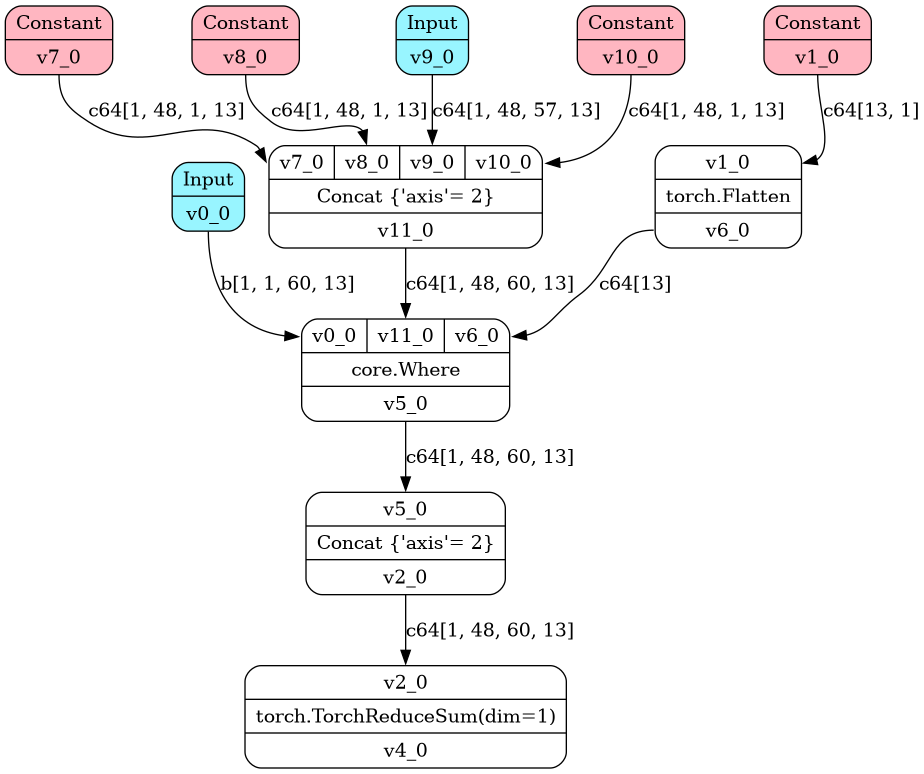 Constant
v7_0
Constant
v8_0
Input
v9_0
Constant
v10_0
Constant
v1_0
c64[1, 48, 1, 13]
c64[1, 48, 1, 13]
c64[1, 48, 57, 13]
c64[1, 48, 1, 13]
c64[13, 1]
Input
v0_0
v7_0 v8_0 v9_0 v10_0
Concat {'axis'= 2}
v11_0
v1_0
torch.Flatten
v6_0
b[1, 1, 60, 13]
c64[1, 48, 60, 13]
c64[13]
v0_0 v11_0 v6_0
core.Where
v5_0
c64[1, 48, 60, 13]
v5_0
Concat {'axis'= 2}
v2_0
c64[1, 48, 60, 13]
v2_0
torch.TorchReduceSum(dim=1)
v4_0